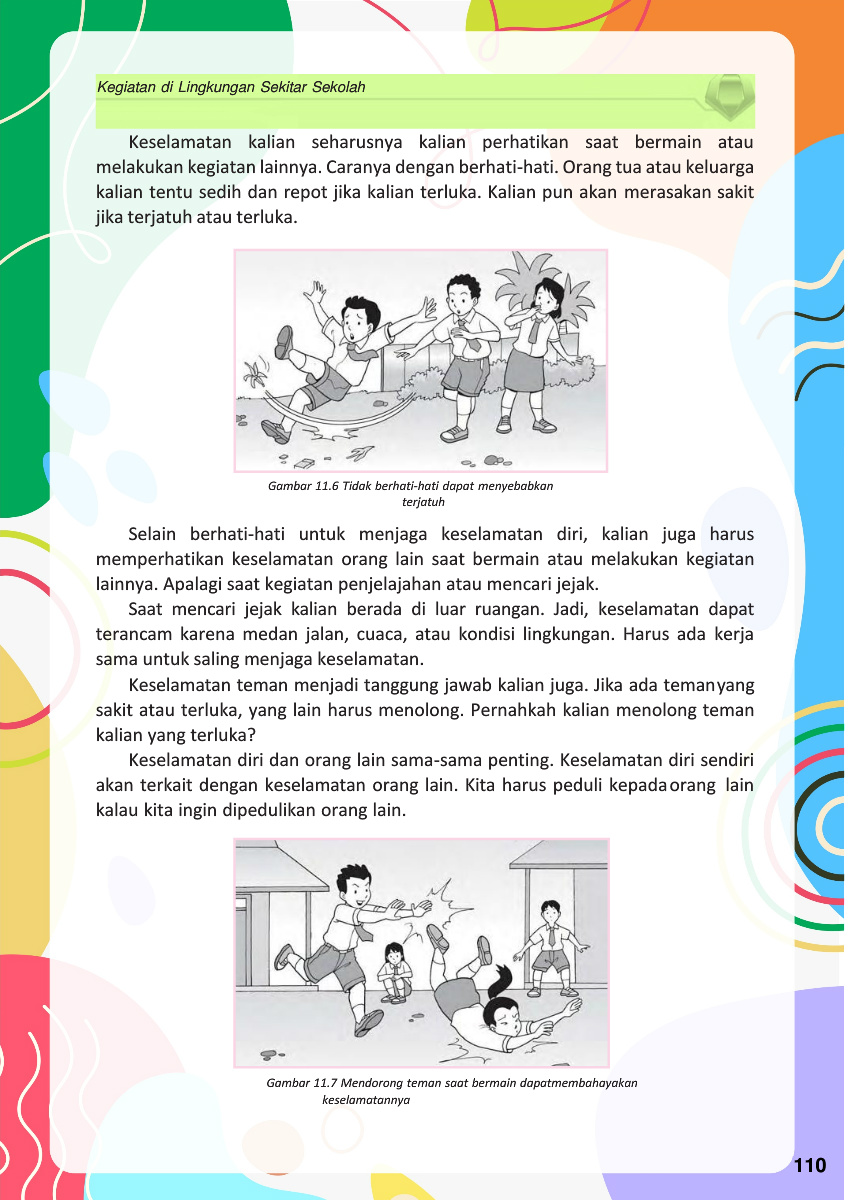 Kegiatan di Lingkungan Sekitar Sekolah
Keselamatan kalian seharusnya kalian perhatikan saat bermain atau
melakukan kegiatan lainnya. Caranya dengan berhati-hati. Orang tua atau keluarga
kalian tentu sedih dan repot jika kalian terluka. Kalian pun akan merasakan sakit
jika terjatuh atau terluka.
Gambar 11.6 Tidak berhati-hati dapat menyebabkan
terjatuh
Selain berhati-hati untuk menjaga keselamatan diri, kalian juga harus
memperhatikan keselamatan orang lain saat bermain atau melakukan kegiatan
lainnya. Apalagi saat kegiatan penjelajahan atau mencari jejak.
Saat mencari jejak kalian berada di luar ruangan. Jadi, keselamatan dapat
terancam karena medan jalan, cuaca, atau kondisi lingkungan. Harus ada kerja
sama untuk saling menjaga keselamatan.
Keselamatan teman menjadi tanggung jawab kalian juga. Jika ada temanyang
sakit atau terluka, yang lain harus menolong. Pernahkah kalian menolong teman
kalian yang terluka?
Keselamatan diri dan orang lain sama-sama penting. Keselamatan diri sendiri
akan terkait dengan keselamatan orang lain. Kita harus peduli kepadaorang lain
kalau kita ingin dipedulikan orang lain.
Gambar 11.7 Mendorong teman saat bermain dapatmembahayakan
keselamatannya
110